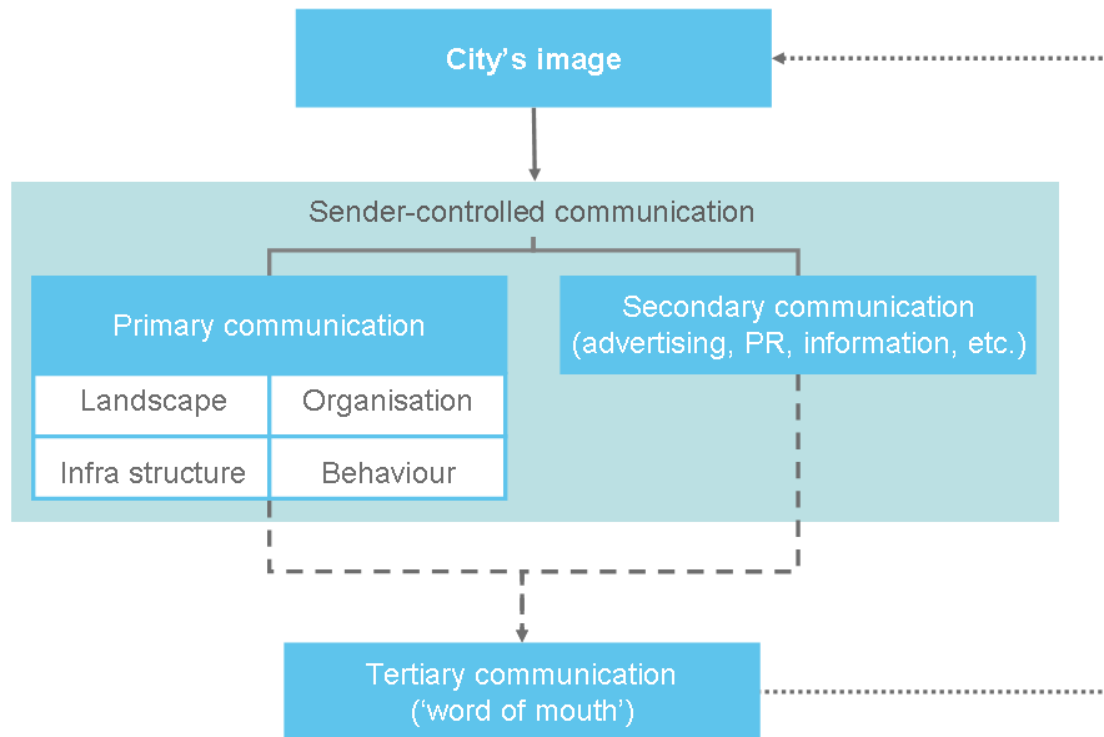 City’s image
Sender-controlled communication
Primary communication
Secondary communication
(advertising, PR, information, etc.)
Landscape
Organisation
Infra structure
Behaviour
Tertiary communication
(‘word of mouth’)